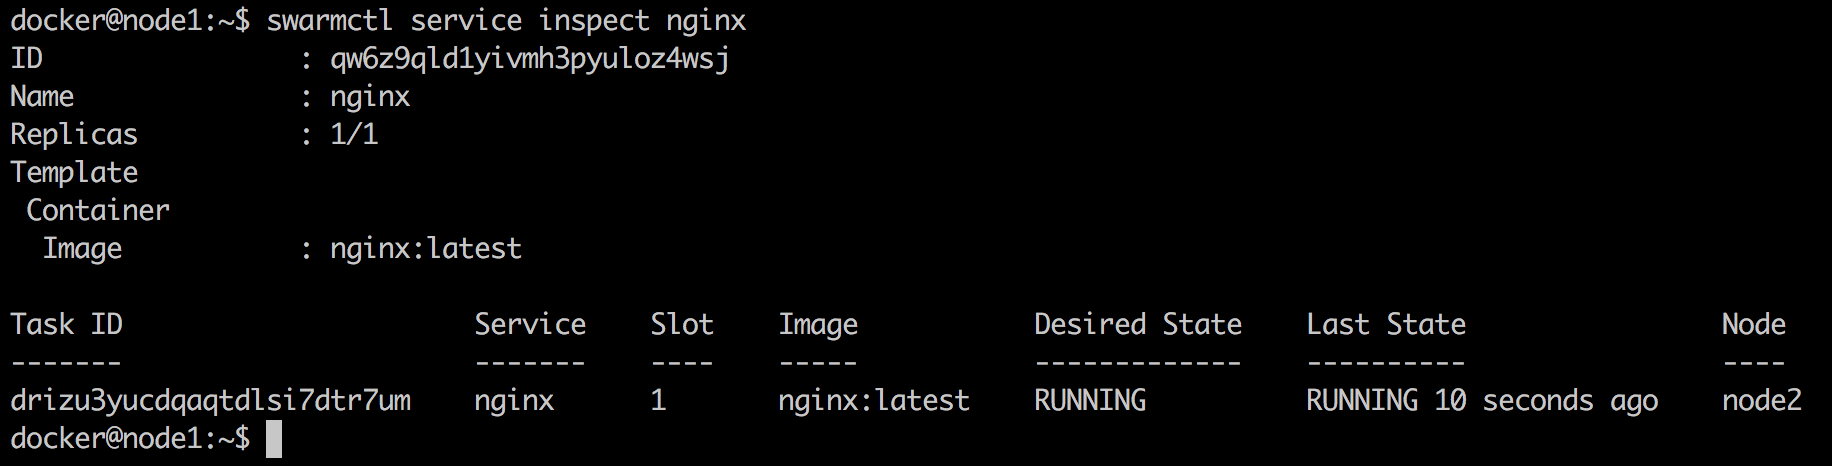 docker@node1:~$ swarmctl service inspect nginx
ID                  : qw6z9qld1yivmh3pyuloz4wsj
Name                : nginx
Replicas            : 1/1
Template
 Container
  Image             : nginx:latest

Task ID                      Service    Slot    Image           Desired State    Last State                Node
-------                      -------    ----    -----           -------------    ----------                ----
drizu3yucdqaqtdlsi7dtr7um    nginx      1       nginx:latest    RUNNING          RUNNING 10 seconds ago    node2
docker@node1:~$